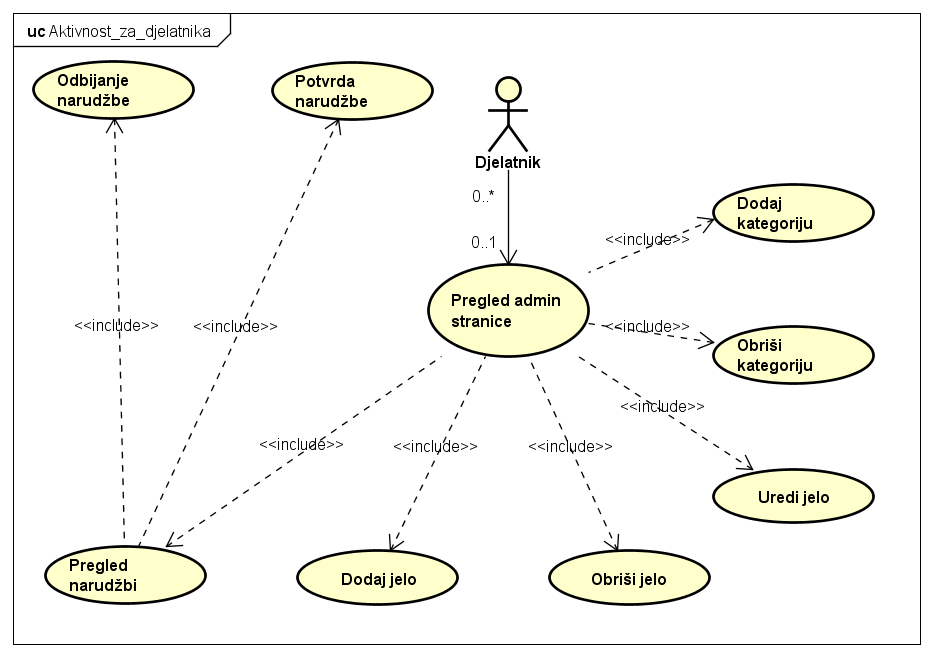 uc Aktivnost_za_djelatnika
Odbijanje
narudžbe
Potvrda
narudžbe
Djelatnik
0..*
0..1
Dodaj
kategoriju
<<include>>
Pregled admin
stranice
<<include>>
Obriši
kategoriju
<<include>>
<<include>>
<<include>>
<<include>>
<<include>>
<<include>>
Uredi jelo
Pregled
narudžbi
Dodaj jelo
Obriši jelo